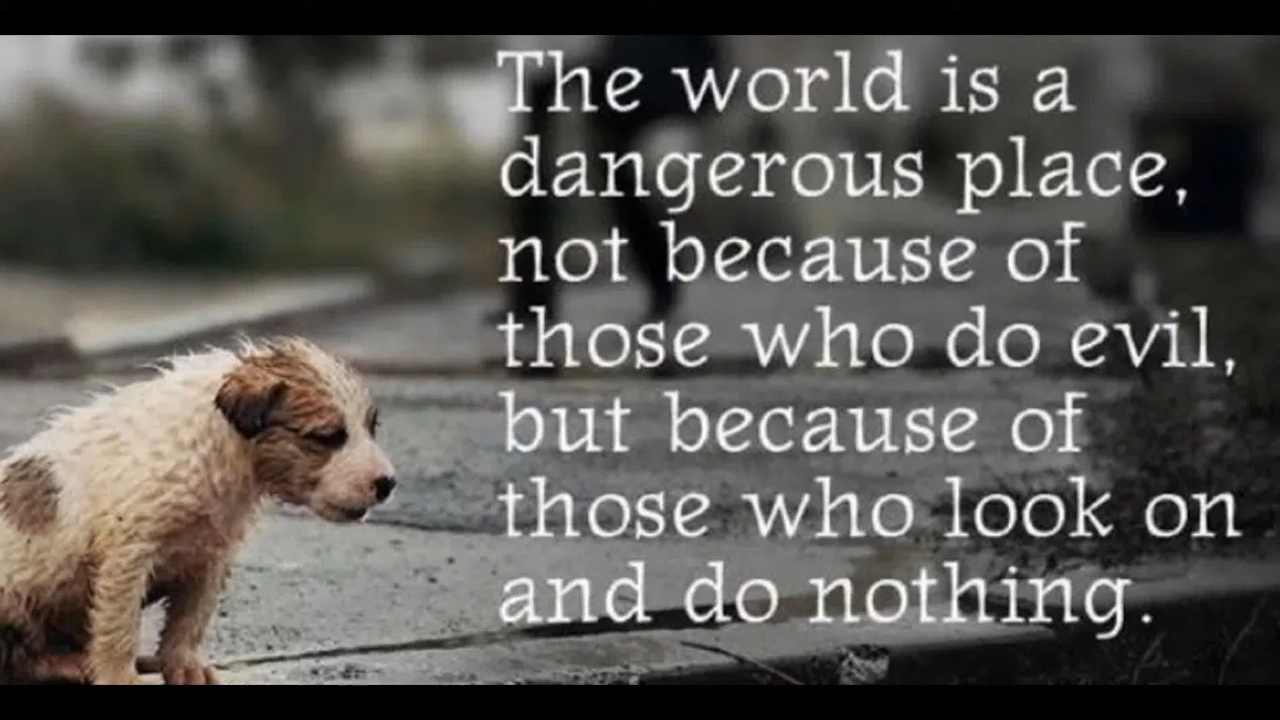 The world is a
dangerous place,
not because of
those who do evil,
but because of
those who look on
and do nothing.